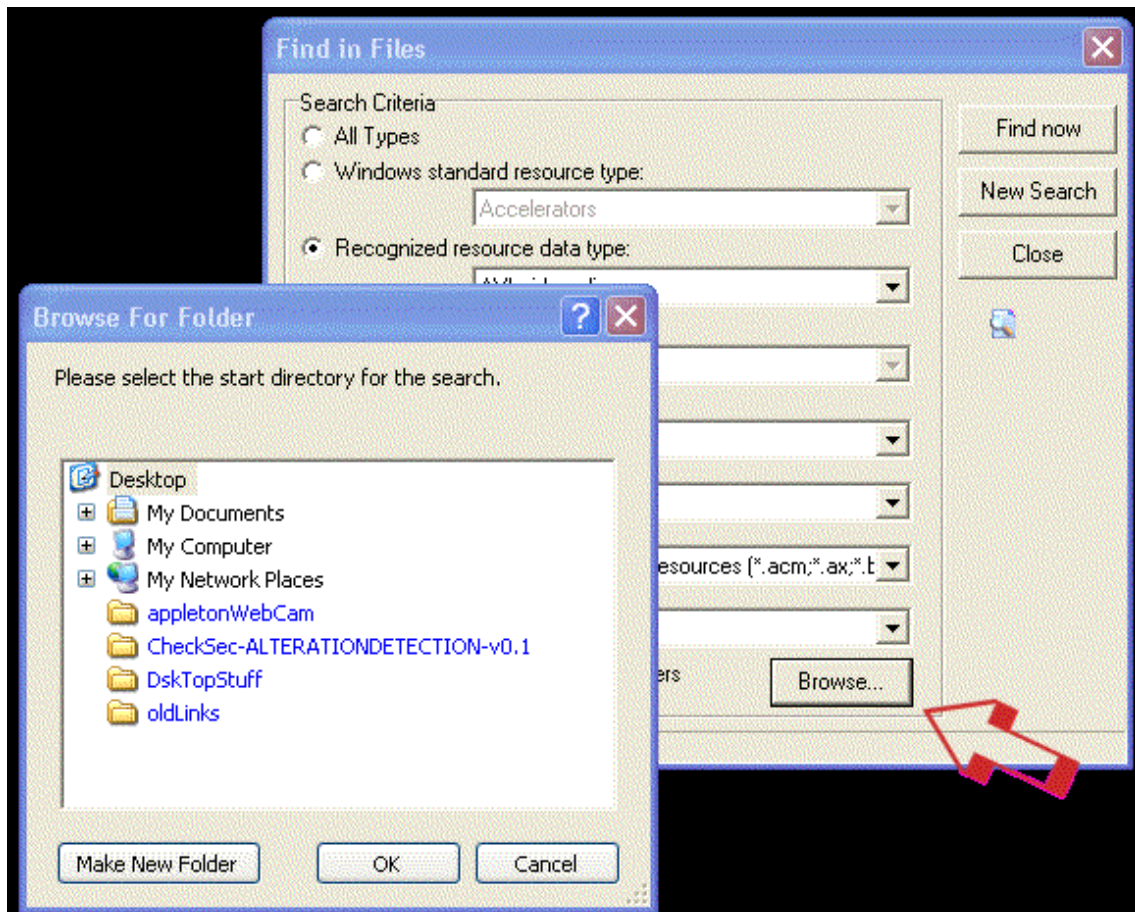 Find in Files
Search Criteria
All Types
Windows standard resource type:
Accelerators
Recognized resource data type:
Find now
New Search
Close
esources (*.acm;*.ax;*.b
ers
Browse...
Browse For Folder
Please select the start directory for the search.
Desktop
My Documents
My Computer
My Network Places
appletonWebCam
CheckSec-ALTERATIONDETECTION-v0.1
DskTopStuff
oldLinks
Make New Folder
OK
Cancel